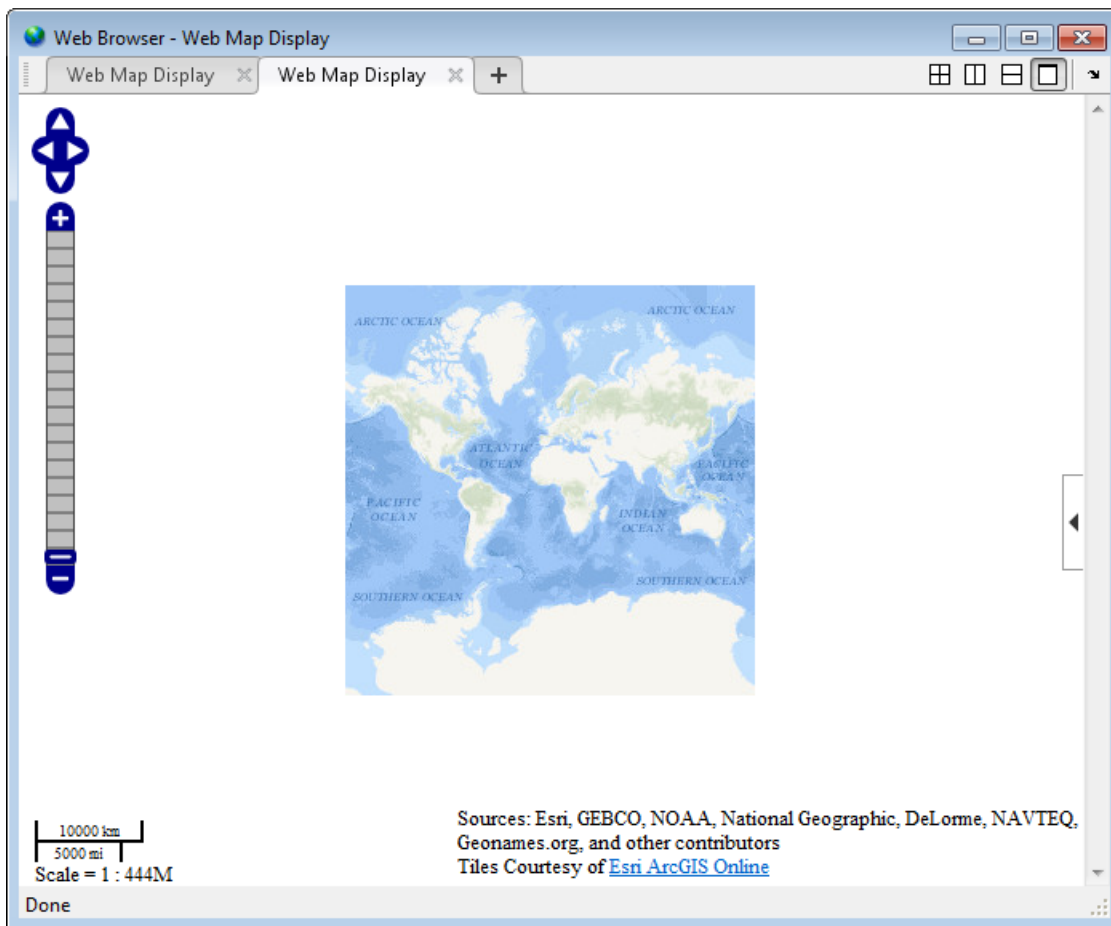 Web Browser - Web Map Display
Web Map Display
Web Map Display
ARCTIC OCEAN
ARCTIC OCEAN
ATLANTIC
OCEAN
PACIFIC
OCEAN
PACIFIC
OCEAN
INDIAN
OCEAN
SOUTHERN OCEAN
SOUTHERN OCEAN
10000 km
5000 mi
Scale = 1 : 444M
Sources: Esri, GEBCO, NOAA, National Geographic, DeLorme, NAVTEQ,
Geonames.org, and other contributors
Tiles Courtesy of Esri ArcGIS Online
Done